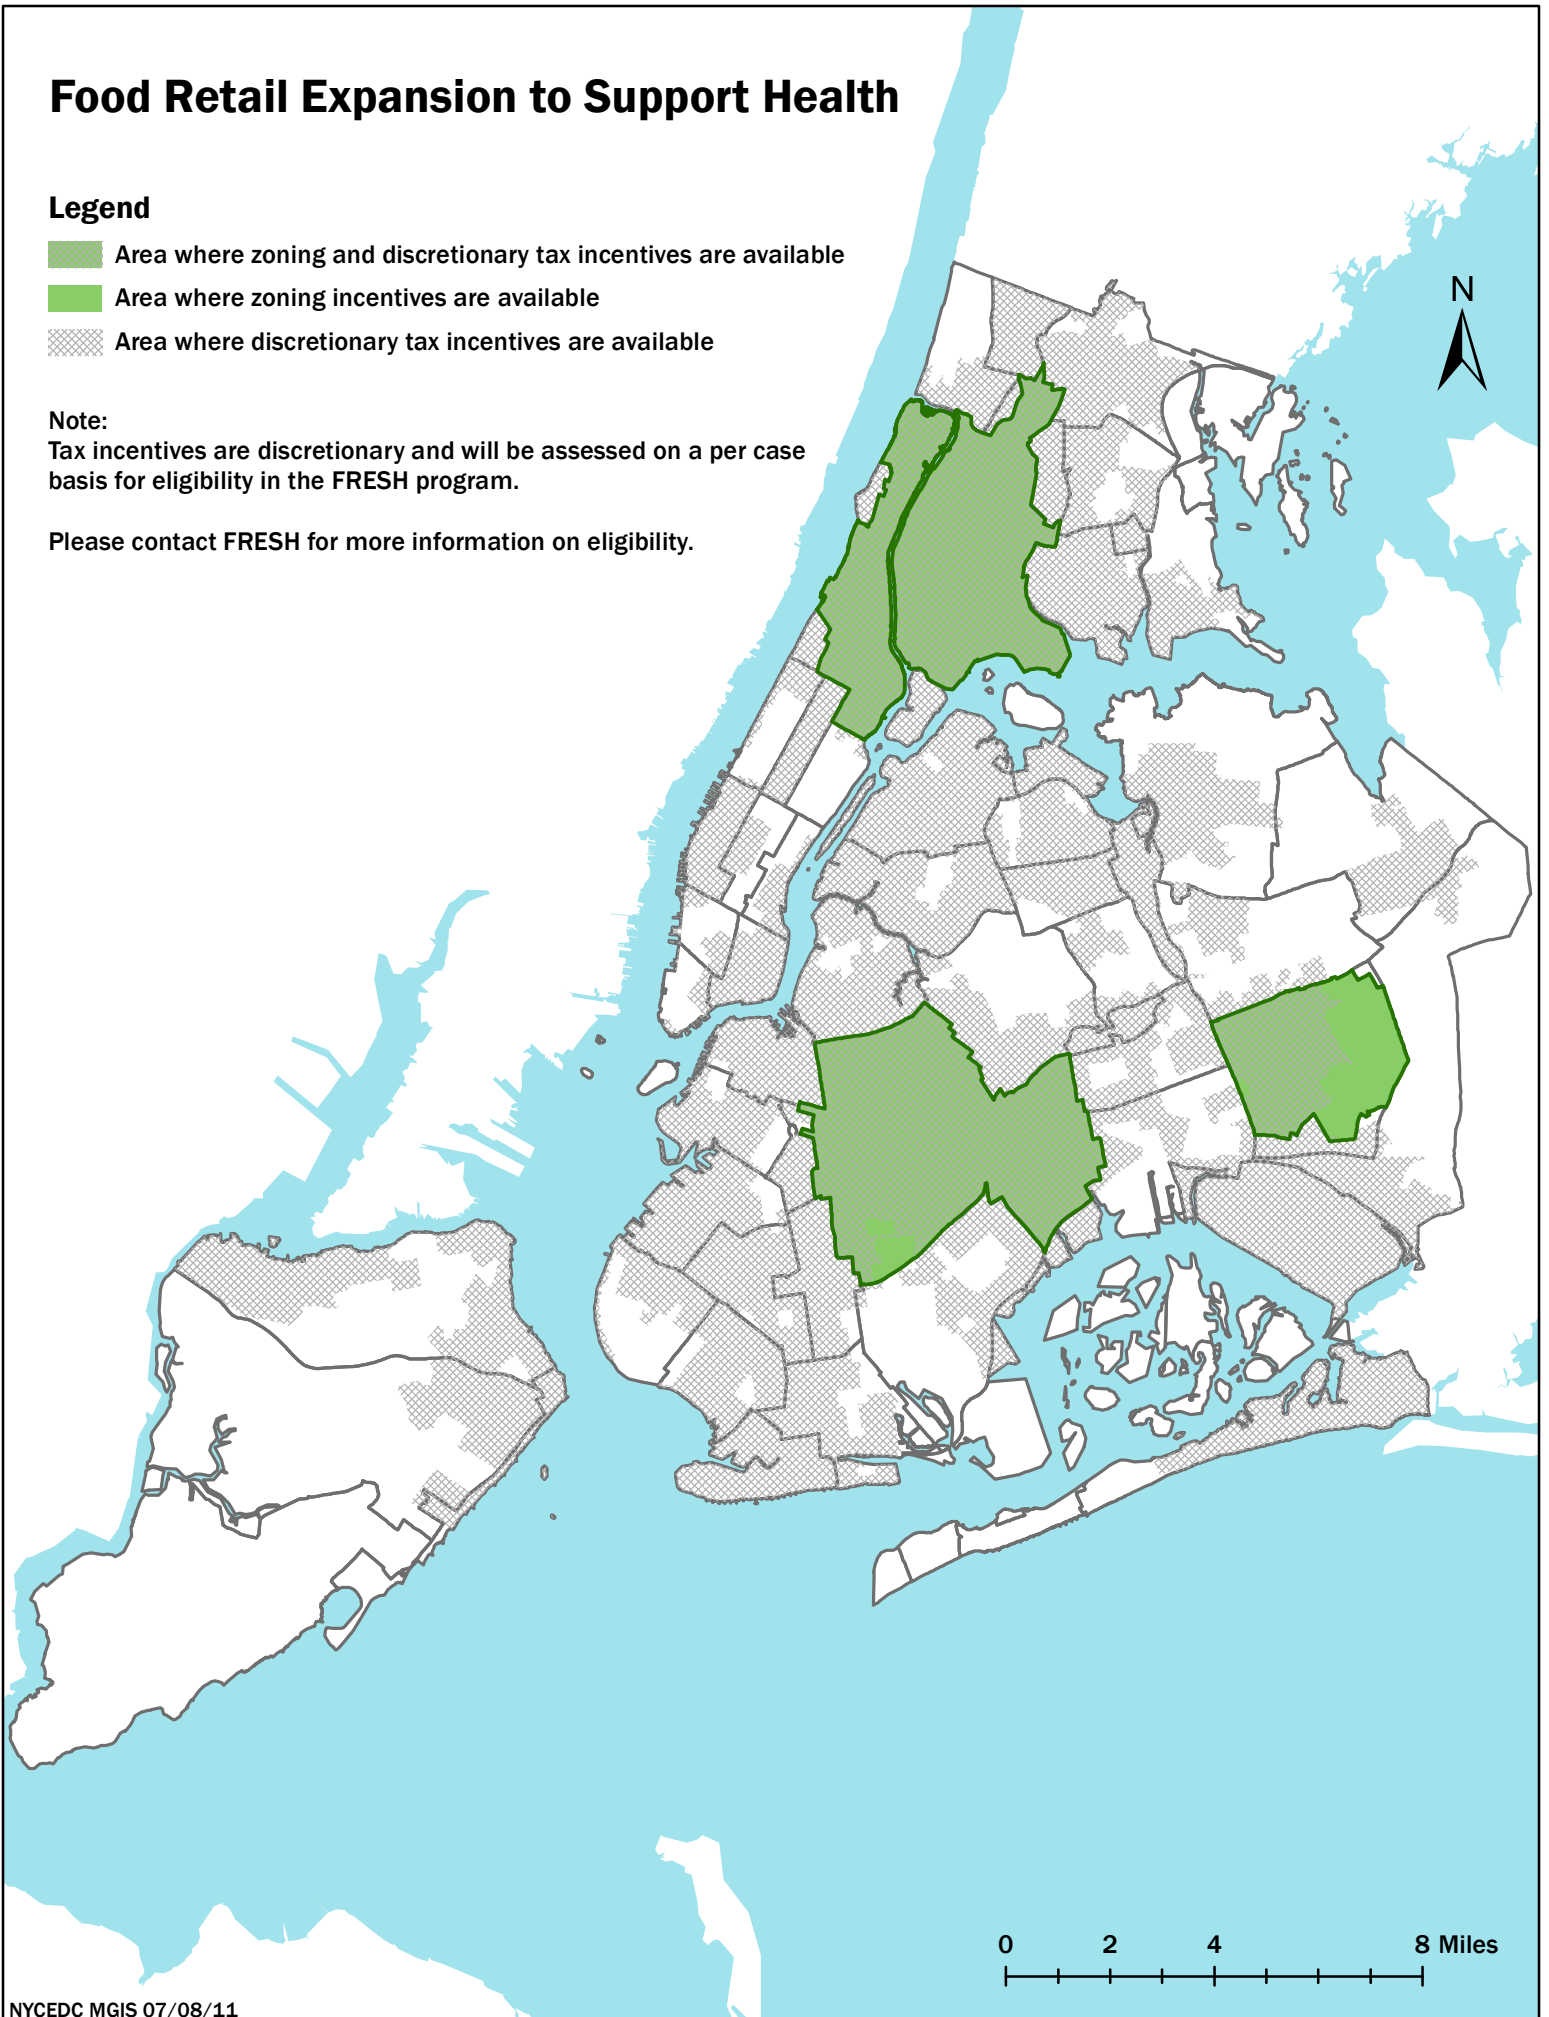 Food Retail Expansion to Support Health
Legend
Area where zoning and discretionary tax incentives are available
Area where zoning incentives are available
Area where discretionary tax incentives are available
Note:
Tax incentives are discretionary and will be assessed on a per case
basis for eligibility in the FRESH program.
Please contact FRESH for more information on eligibility.
N
0 2 4 8 Miles
NYCEDC MGIS 07/08/11